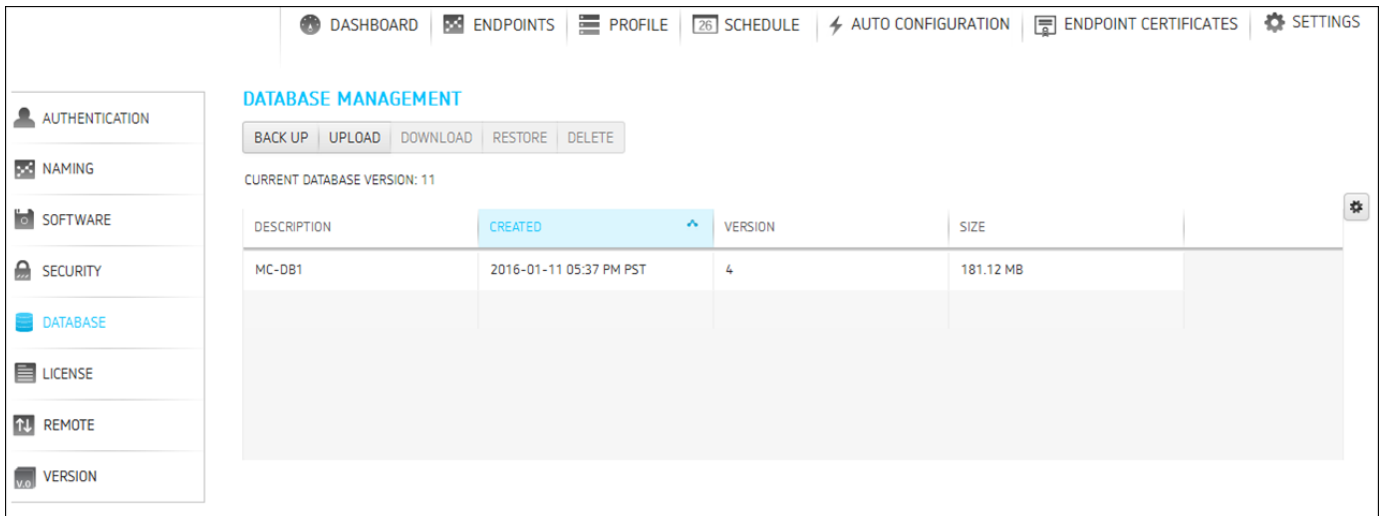 DASHBOARD ENDPOINTS PROFILE 26 SCHEDULE AUTO CONFIGURATION ENDPOINT CERTIFICATES SETTINGS
AUTHENTICATION
NAMING
SOFTWARE
SECURITY
DATABASE
LICENSE
REMOTE
V.0 VERSION
DATABASE MANAGEMENT
BACK UP UPLOAD DOWNLOAD RESTORE DELETE
CURRENT DATABASE VERSION: 11
DESCRIPTION CREATED VERSION SIZE
MC-DB1 2016-01-11 05:37 PM PST 4 181.12 MB